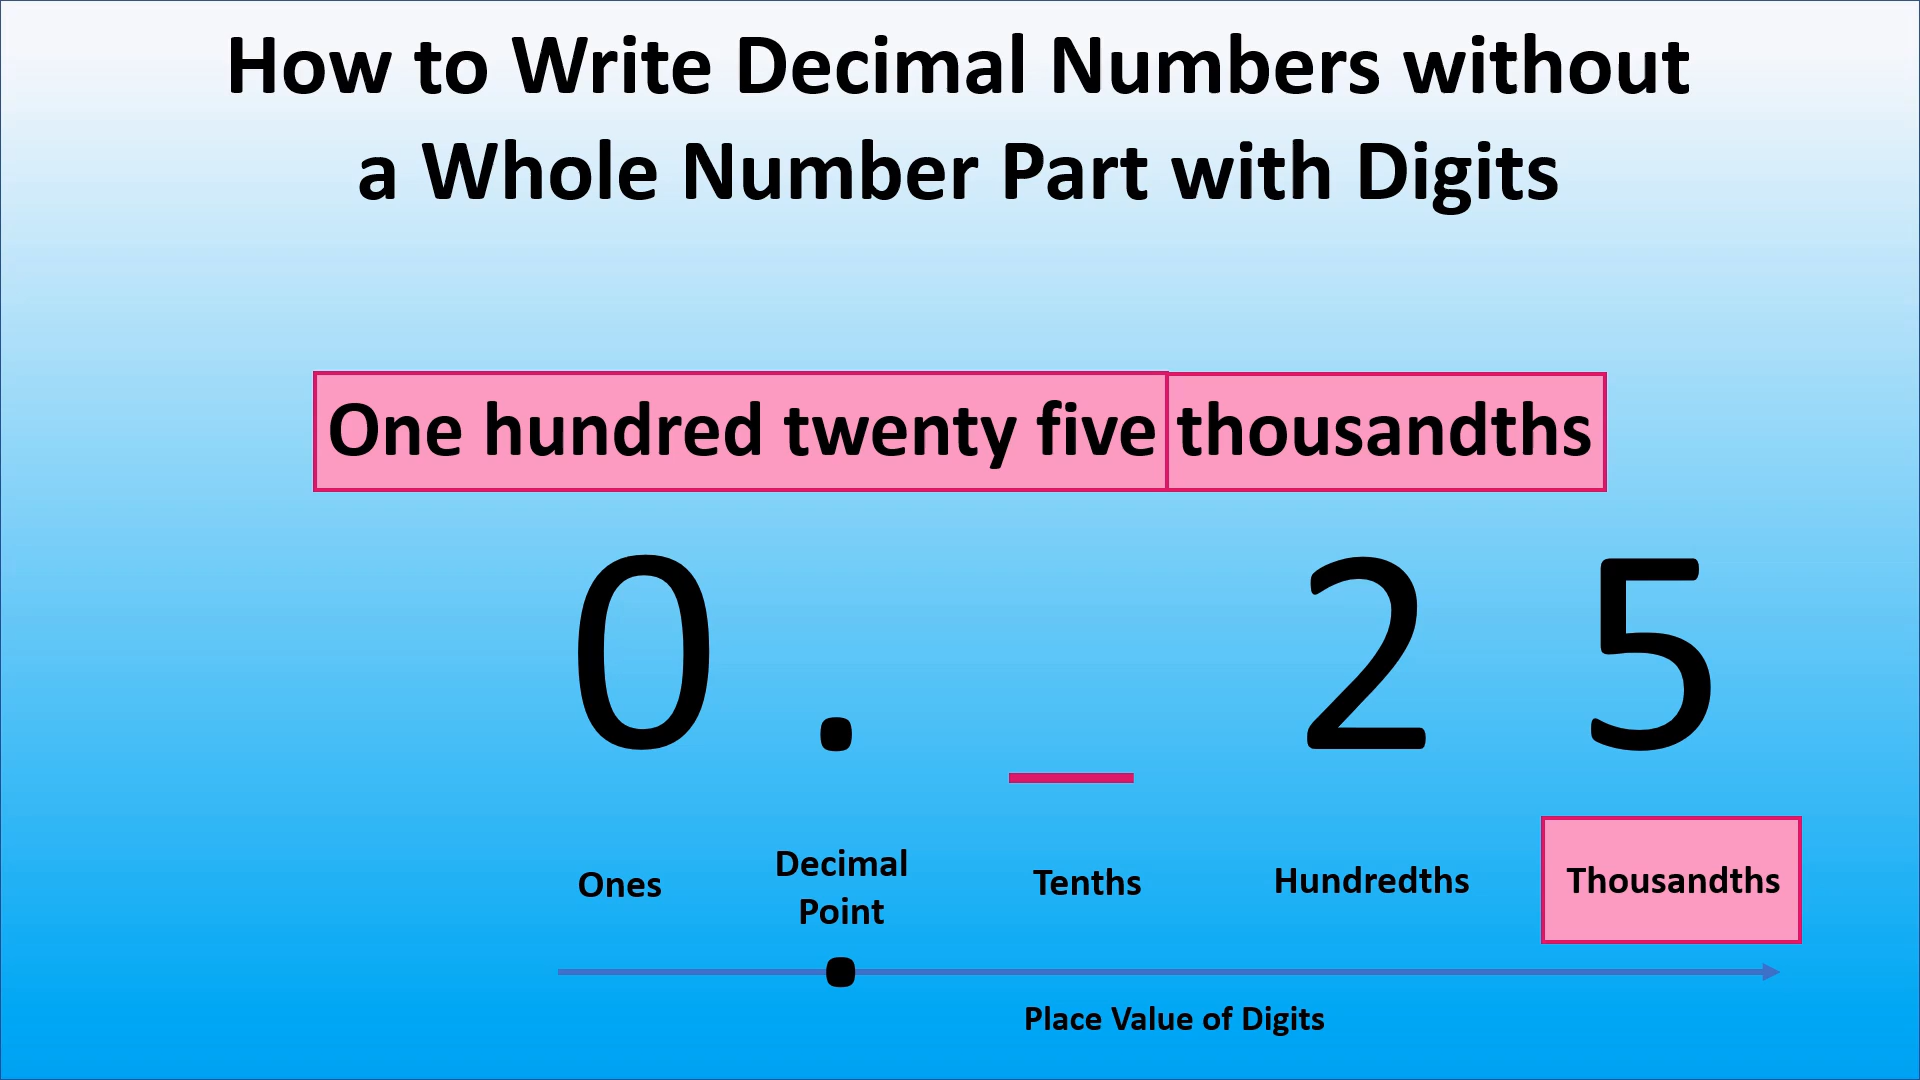 How to Write Decimal Numbers without
a Whole Number Part with Digits
One hundred twenty five thousandths
0 . _ 2 5
Ones Decimal Point Tenths Hundredths Thousandths
Place Value of Digits